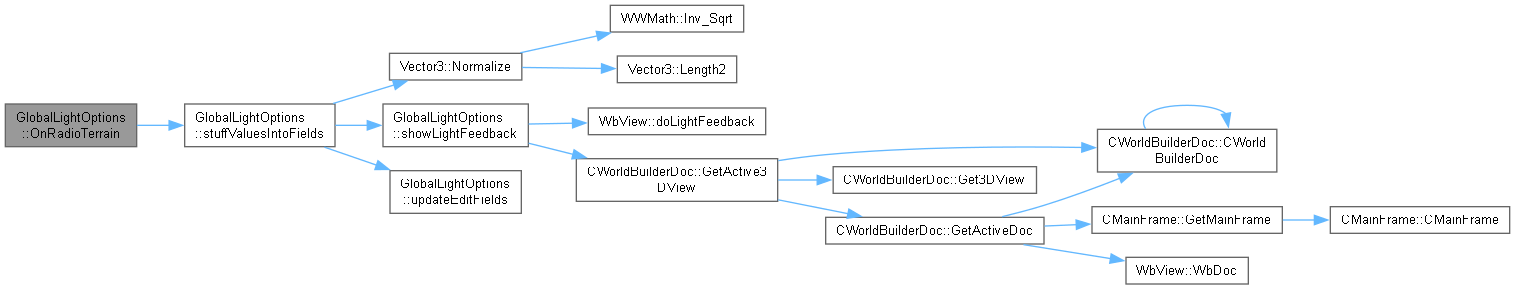 GlobalLightOptions
::OnRadioTerrain
GlobalLightOptions
::stuffValuesIntoFields
Vector3::Normalize
WWMath::Inv_Sqrt
Vector3::Length2
GlobalLightOptions
::showLightFeedback
WbView::doLightFeedback
CWorldBuilderDoc::GetActive3
DView
CWorldBuilderDoc::CWorld
BuilderDoc
CWorldBuilderDoc::Get3DView
CWorldBuilderDoc::GetActiveDoc
CMainFrame::GetMainFrame
CMainFrame::CMainFrame
WbView::WbDoc
GlobalLightOptions
::updateEditFields